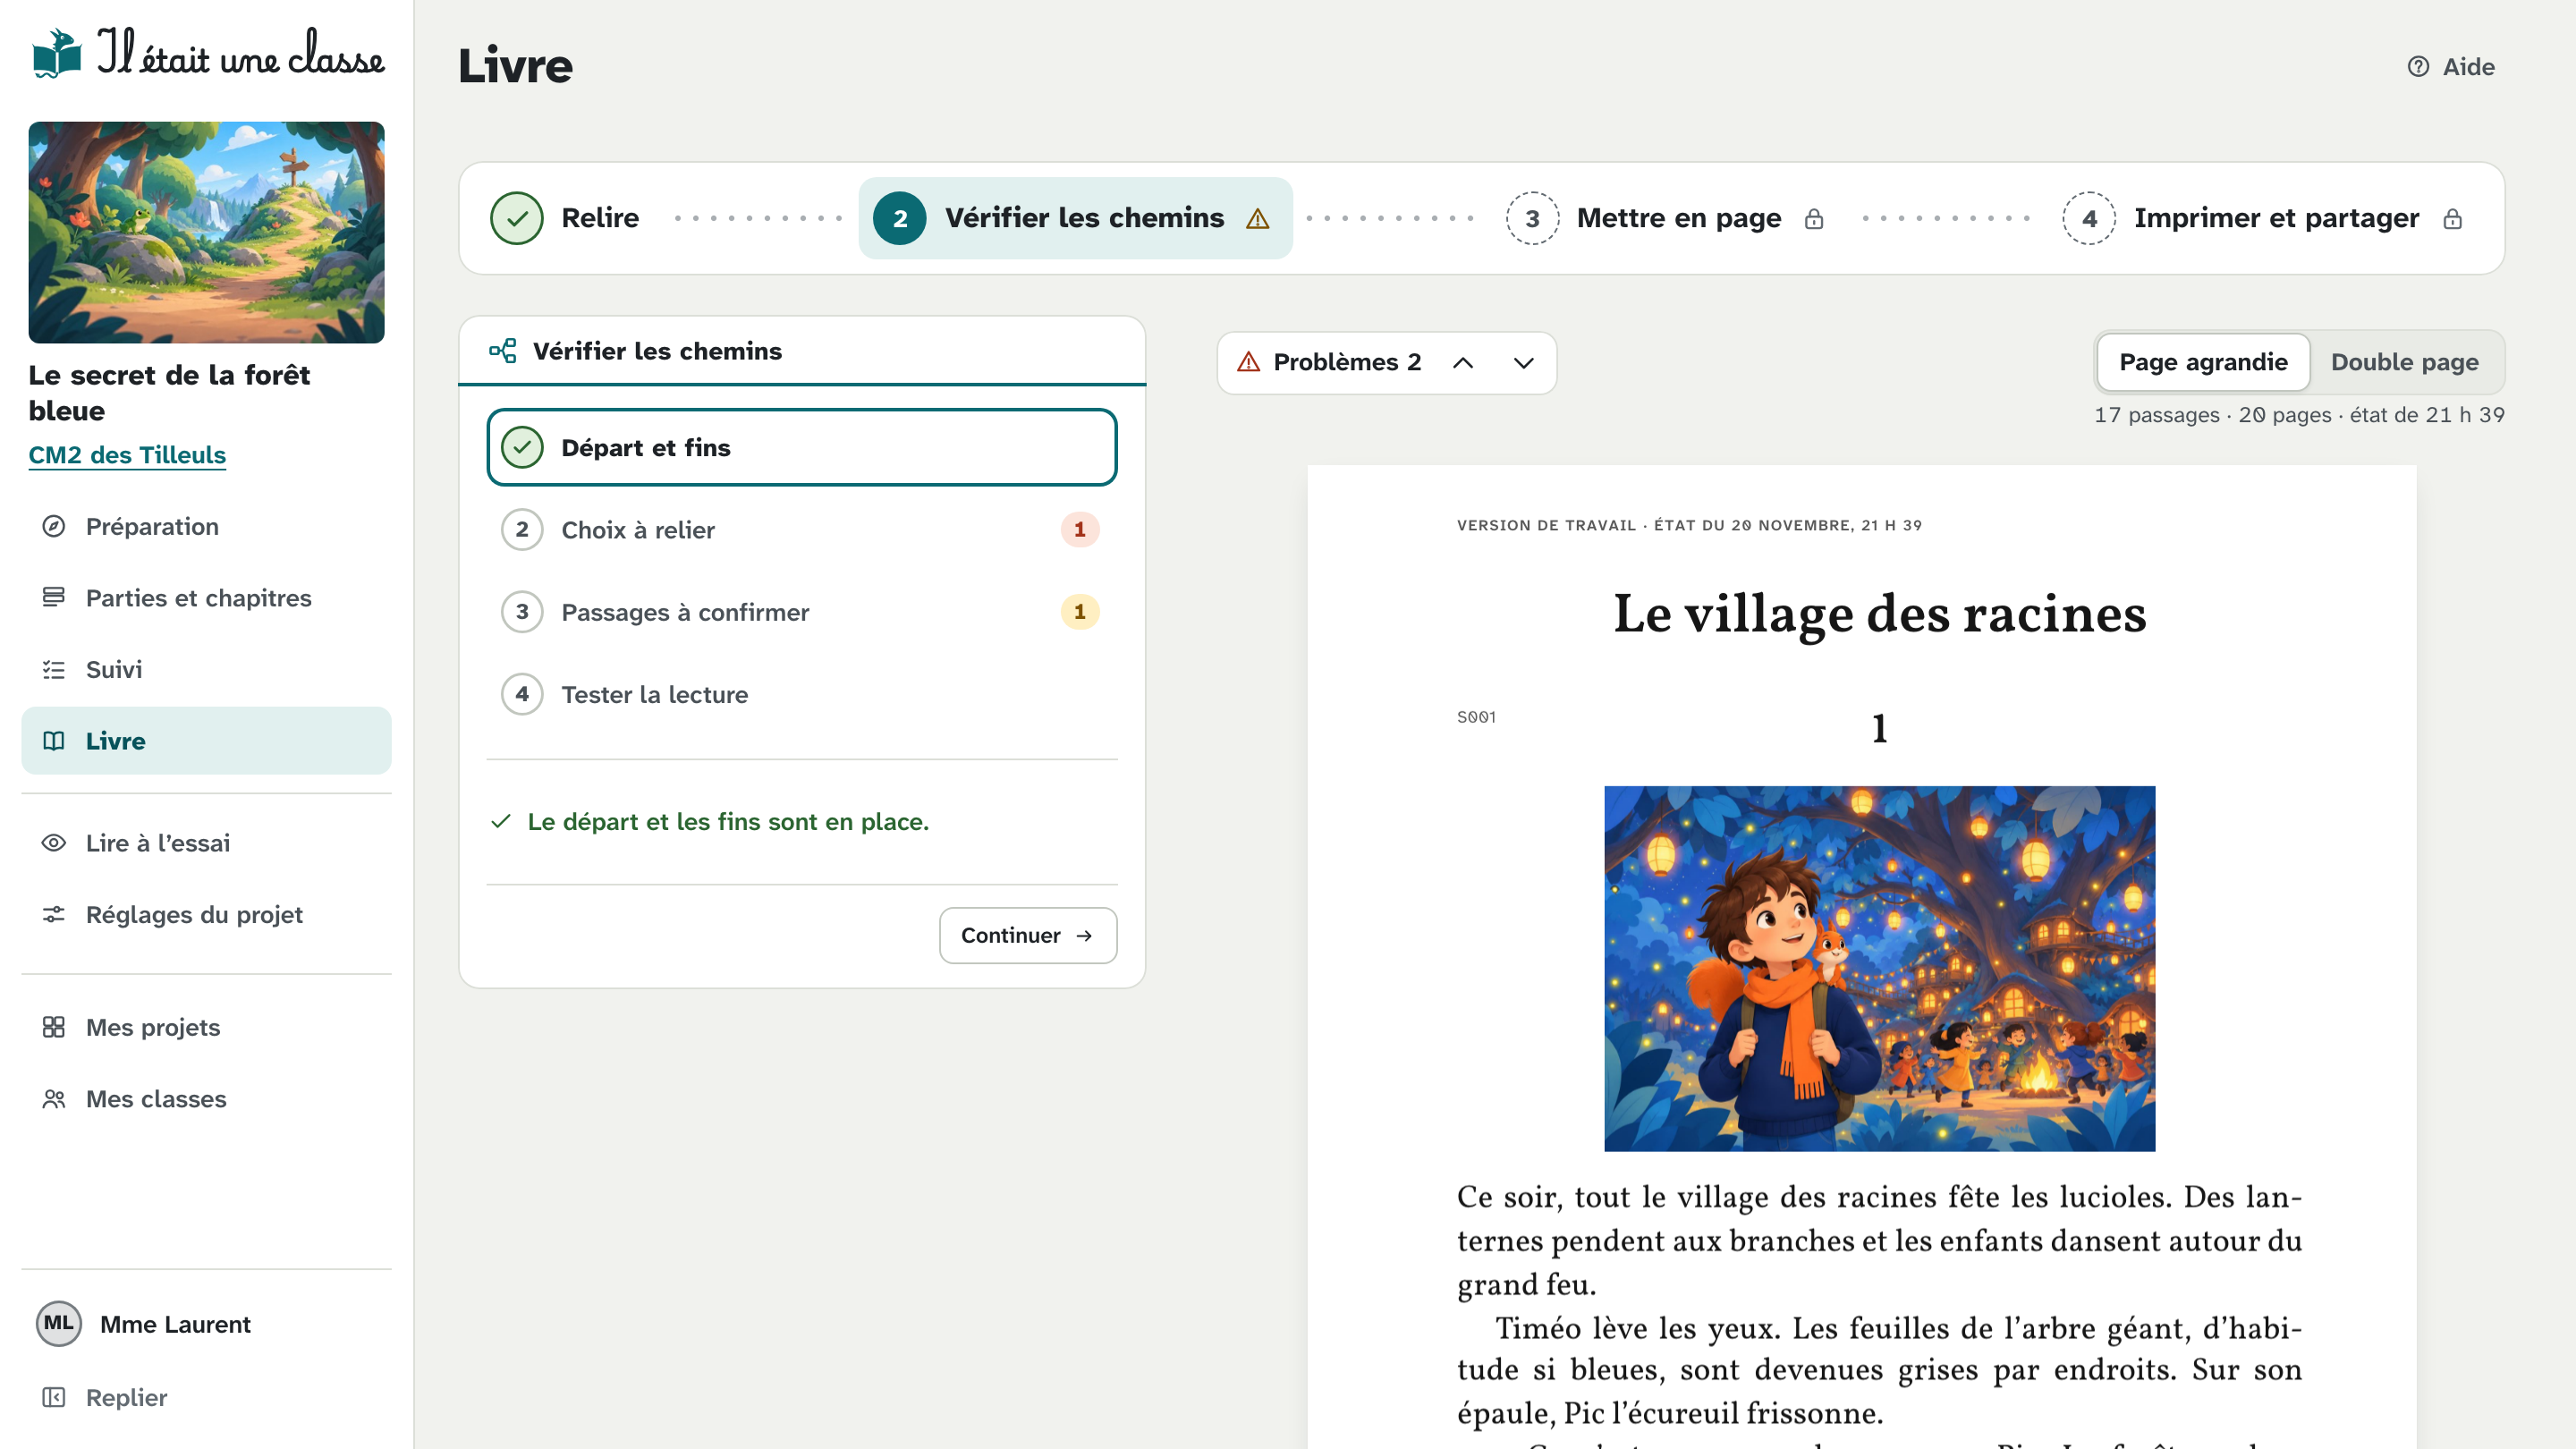 Il était une classe
Le secret de la forêt
bleue
CM2 des Tilleuls
Préparation
Parties et chapitres
Suivi
Livre
Lire à l’essai
Réglages du projet
Mes projets
Mes classes
ML
Mme Laurent
Replier
Livre
Aide
Relire
2
Vérifier les chemins
3
Mettre en page
4
Imprimer et partager
Vérifier les chemins
Départ et fins
2 Choix à relier 1
3 Passages à confirmer 1
4 Tester la lecture
Le départ et les fins sont en place.
Continuer →
Problèmes 2
Page agrandie
Double page
17 passages · 20 pages · état de 21 h 39
VERSION DE TRAVAIL · ÉTAT DU 20 NOVEMBRE, 21 H 39
Le village des racines
S001
1
Ce soir, tout le village des racines fête les lucioles. Des lan-
ternes pendent aux branches et les enfants dansent autour du
grand feu.
Timéo lève les yeux. Les feuilles de l’arbre géant, d’habi-
tude si bleues, sont devenues grises par endroits. Sur son
épaule, Pic l’écureuil frissonne.